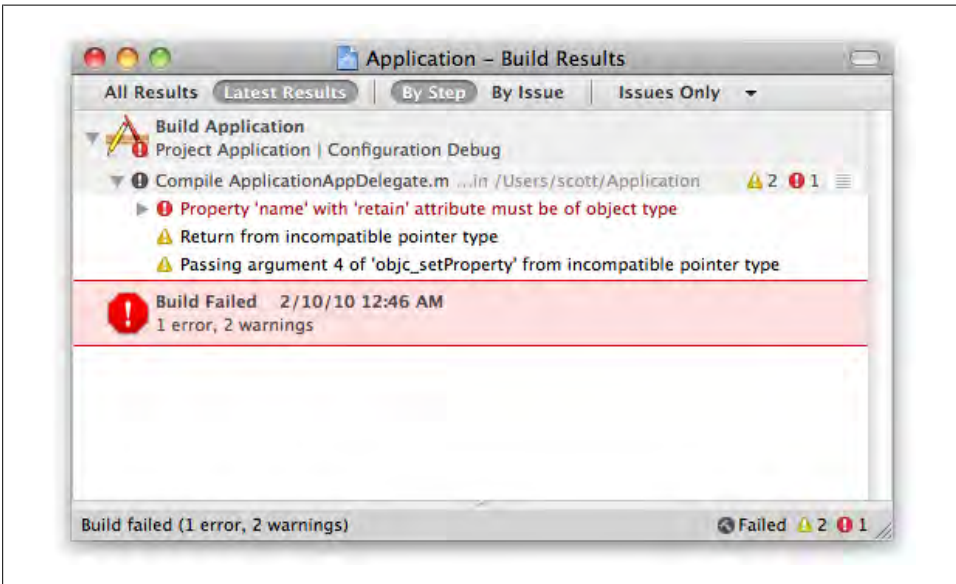 Application – Build Results
All Results Latest Results By Step By Issue Issues Only
Build Application
Project Application | Configuration Debug
Compile ApplicationAppDelegate.m ...in /Users/scott/Application 2 1
Property 'name' with 'retain' attribute must be of object type
Return from incompatible pointer type
Passing argument 4 of 'objc_setProperty' from incompatible pointer type
Build Failed 2/10/10 12:46 AM
1 error, 2 warnings
Build failed (1 error, 2 warnings) Failed 2 1